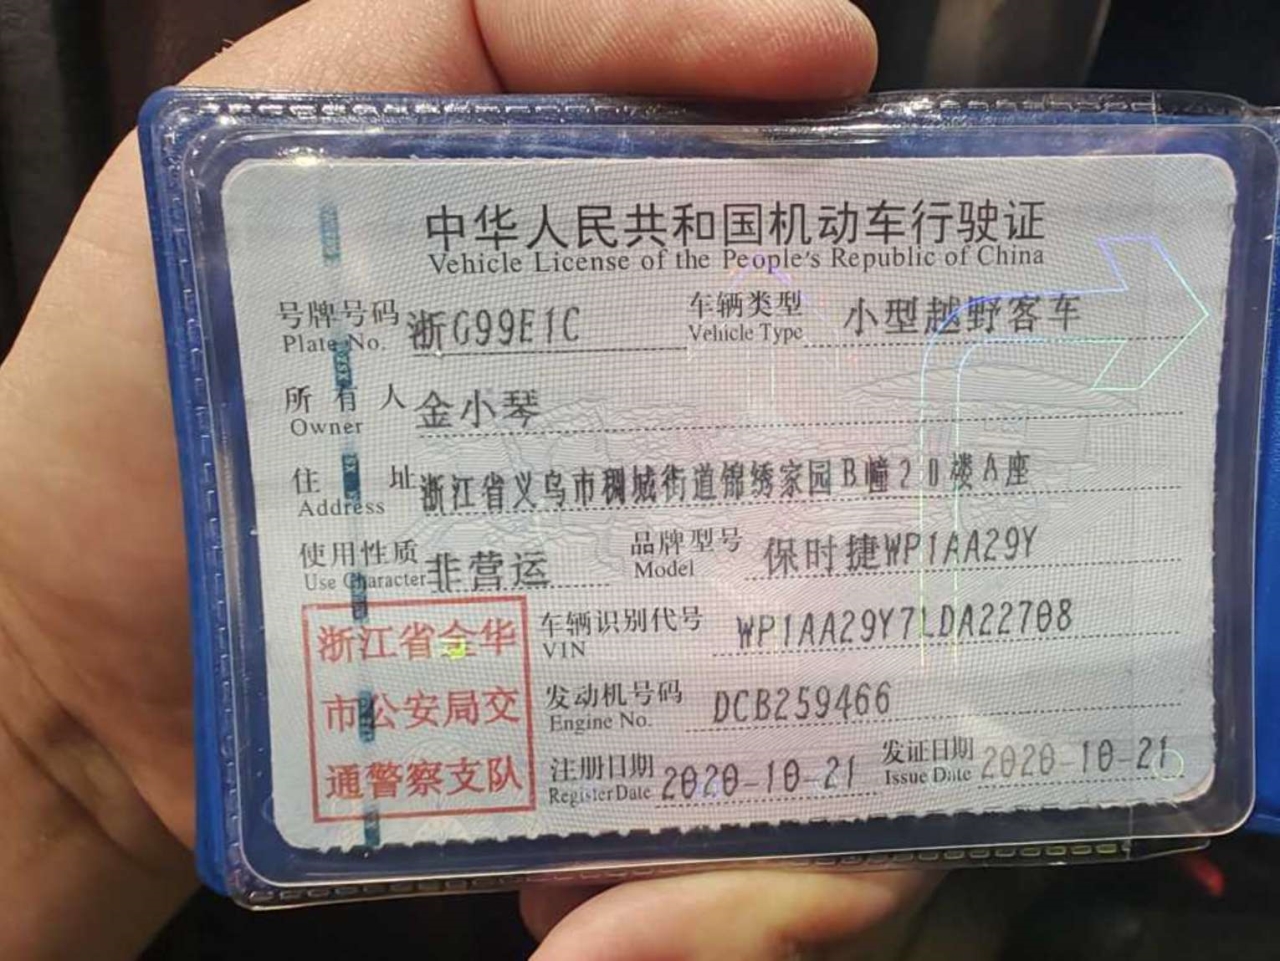 中华人民共和国机动车行驶证
Vehicle License of the People's Republic of China
号牌号码 浙G99E1C 车辆类型 小型越野客车
Plate No. Vehicle Type
所有人 金小琴
Owner
住址 浙江省义乌市稠城街道锦绣家园B幢20楼A座
Address
使用性质 非营运 品牌型号 保时捷WP1AA29Y
Use Character Model
浙江省金华
市公安局交
通警察支队
车辆识别代号 WP1AA29Y7LDA22708
VIN
发动机号码 DCB259466
Engine No.
注册日期 2020-10-21 发证日期 2020-10-21
Register Date Issue Date